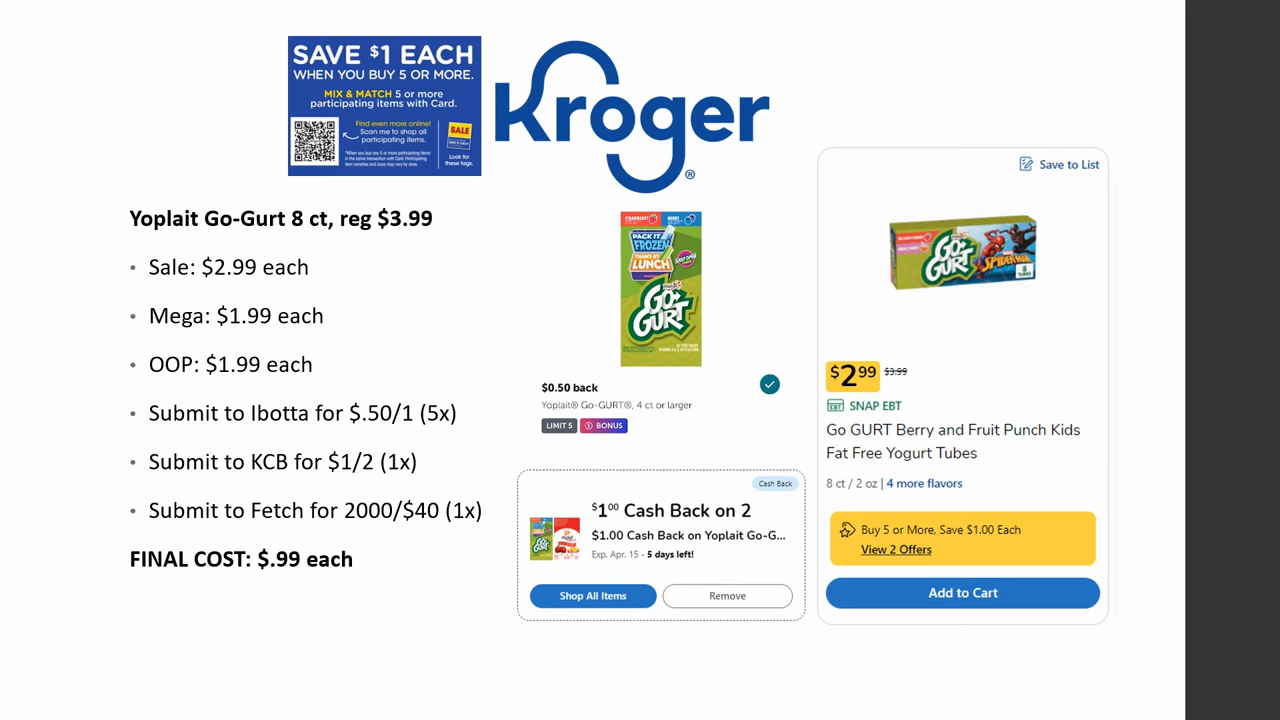 SAVE $1 EACH
WHEN YOU BUY 5 OR MORE.
MIX & MATCH 5 or more
participating items with Card.
Find even more online!
Scan me to shop all
participating items.
SALE
Look for
these tags.
Kroger
®
Yoplait Go-Gurt 8 ct, reg $3.99
• Sale: $2.99 each
• Mega: $1.99 each
• OOP: $1.99 each
• Submit to Ibotta for $.50/1 (5x)
• Submit to KCB for $1/2 (1x)
• Submit to Fetch for 2000/$40 (1x)
FINAL COST: $.99 each
STRAWBERRY
BERRY
PACK IT
FROZEN
THAWS BY
LUNCH
GO-
GURT
$0.50 back
Yoplait® Go-GURT®, 4 ct or larger
LIMIT 5
BONUS
Cash Back
$1.00 Cash Back on 2
$1.00 Cash Back on Yoplait Go-G...
Exp. Apr. 15 - 5 days left!
Shop All Items
Remove
Save to List
GO-
GURT
SPIDER-MAN
8
$2.99 $3.99
EBT SNAP EBT
Go GURT Berry and Fruit Punch Kids
Fat Free Yogurt Tubes
8 ct / 2 oz | 4 more flavors
Buy 5 or More, Save $1.00 Each
View 2 Offers
Add to Cart